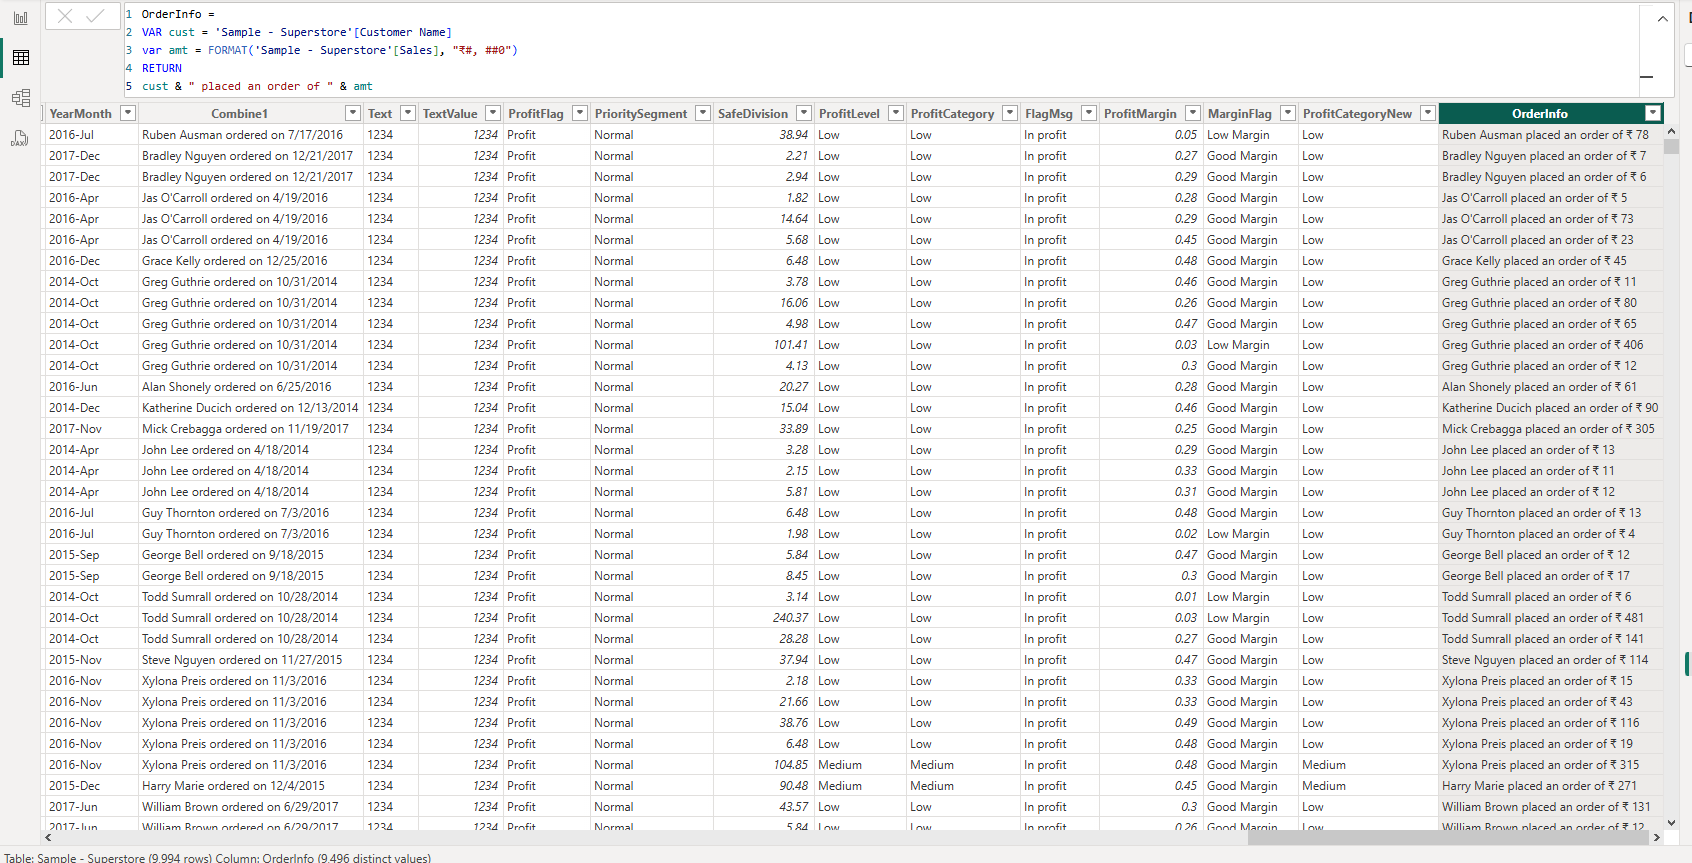 1 OrderInfo =
2 VAR cust = 'Sample - Superstore'[Customer Name]
3 var amt = FORMAT('Sample - Superstore'[Sales], "₹#, ##0")
4 RETURN
5 cust & " placed an order of " & amt
YearMonth Combine1 Text TextValue ProfitFlag PrioritySegment SafeDivision ProfitLevel ProfitCategory FlagMsg ProfitMargin MarginFlag ProfitCategoryNew OrderInfo
2016-Jul Ruben Ausman ordered on 7/17/2016 1234 1234 Profit Normal 38.94 Low Low In profit 0.05 Low Margin Low Ruben Ausman placed an order of ₹ 78
2017-Dec Bradley Nguyen ordered on 12/21/2017 1234 1234 Profit Normal 2.21 Low Low In profit 0.27 Good Margin Low Bradley Nguyen placed an order of ₹ 7
2017-Dec Bradley Nguyen ordered on 12/21/2017 1234 1234 Profit Normal 2.94 Low Low In profit 0.29 Good Margin Low Bradley Nguyen placed an order of ₹ 6
2016-Apr Jas O'Carroll ordered on 4/19/2016 1234 1234 Profit Normal 1.82 Low Low In profit 0.28 Good Margin Low Jas O'Carroll placed an order of ₹ 5
2016-Apr Jas O'Carroll ordered on 4/19/2016 1234 1234 Profit Normal 14.64 Low Low In profit 0.29 Good Margin Low Jas O'Carroll placed an order of ₹ 73
2016-Apr Jas O'Carroll ordered on 4/19/2016 1234 1234 Profit Normal 5.68 Low Low In profit 0.45 Good Margin Low Jas O'Carroll placed an order of ₹ 23
2016-Dec Grace Kelly ordered on 12/25/2016 1234 1234 Profit Normal 6.48 Low Low In profit 0.48 Good Margin Low Grace Kelly placed an order of ₹ 45
2014-Oct Greg Guthrie ordered on 10/31/2014 1234 1234 Profit Normal 3.78 Low Low In profit 0.46 Good Margin Low Greg Guthrie placed an order of ₹ 11
2014-Oct Greg Guthrie ordered on 10/31/2014 1234 1234 Profit Normal 16.06 Low Low In profit 0.26 Good Margin Low Greg Guthrie placed an order of ₹ 80
2014-Oct Greg Guthrie ordered on 10/31/2014 1234 1234 Profit Normal 4.98 Low Low In profit 0.47 Good Margin Low Greg Guthrie placed an order of ₹ 65
2014-Oct Greg Guthrie ordered on 10/31/2014 1234 1234 Profit Normal 101.41 Low Low In profit 0.03 Low Margin Low Greg Guthrie placed an order of ₹ 406
2014-Oct Greg Guthrie ordered on 10/31/2014 1234 1234 Profit Normal 4.13 Low Low In profit 0.3 Good Margin Low Greg Guthrie placed an order of ₹ 12
2016-Jun Alan Shonely ordered on 6/25/2016 1234 1234 Profit Normal 20.27 Low Low In profit 0.28 Good Margin Low Alan Shonely placed an order of ₹ 61
2014-Dec Katherine Ducich ordered on 12/13/2014 1234 1234 Profit Normal 15.04 Low Low In profit 0.46 Good Margin Low Katherine Ducich placed an order of ₹ 90
2017-Nov Mick Crebagga ordered on 11/19/2017 1234 1234 Profit Normal 33.89 Low Low In profit 0.25 Good Margin Low Mick Crebagga placed an order of ₹ 305
2014-Apr John Lee ordered on 4/18/2014 1234 1234 Profit Normal 3.28 Low Low In profit 0.29 Good Margin Low John Lee placed an order of ₹ 13
2014-Apr John Lee ordered on 4/18/2014 1234 1234 Profit Normal 2.15 Low Low In profit 0.33 Good Margin Low John Lee placed an order of ₹ 11
2014-Apr John Lee ordered on 4/18/2014 1234 1234 Profit Normal 5.81 Low Low In profit 0.31 Good Margin Low John Lee placed an order of ₹ 12
2016-Jul Guy Thornton ordered on 7/3/2016 1234 1234 Profit Normal 6.48 Low Low In profit 0.48 Good Margin Low Guy Thornton placed an order of ₹ 13
2016-Jul Guy Thornton ordered on 7/3/2016 1234 1234 Profit Normal 1.98 Low Low In profit 0.02 Low Margin Low Guy Thornton placed an order of ₹ 4
2015-Sep George Bell ordered on 9/18/2015 1234 1234 Profit Normal 5.84 Low Low In profit 0.47 Good Margin Low George Bell placed an order of ₹ 12
2015-Sep George Bell ordered on 9/18/2015 1234 1234 Profit Normal 8.45 Low Low In profit 0.3 Good Margin Low George Bell placed an order of ₹ 17
2014-Oct Todd Sumrall ordered on 10/28/2014 1234 1234 Profit Normal 3.14 Low Low In profit 0.01 Low Margin Low Todd Sumrall placed an order of ₹ 6
2014-Oct Todd Sumrall ordered on 10/28/2014 1234 1234 Profit Normal 240.37 Low Low In profit 0.03 Low Margin Low Todd Sumrall placed an order of ₹ 481
2014-Oct Todd Sumrall ordered on 10/28/2014 1234 1234 Profit Normal 28.28 Low Low In profit 0.27 Good Margin Low Todd Sumrall placed an order of ₹ 141
2015-Nov Steve Nguyen ordered on 11/27/2015 1234 1234 Profit Normal 37.94 Low Low In profit 0.47 Good Margin Low Steve Nguyen placed an order of ₹ 114
2016-Nov Xylona Preis ordered on 11/3/2016 1234 1234 Profit Normal 2.18 Low Low In profit 0.33 Good Margin Low Xylona Preis placed an order of ₹ 15
2016-Nov Xylona Preis ordered on 11/3/2016 1234 1234 Profit Normal 21.66 Low Low In profit 0.33 Good Margin Low Xylona Preis placed an order of ₹ 43
2016-Nov Xylona Preis ordered on 11/3/2016 1234 1234 Profit Normal 38.76 Low Low In profit 0.49 Good Margin Low Xylona Preis placed an order of ₹ 116
2016-Nov Xylona Preis ordered on 11/3/2016 1234 1234 Profit Normal 6.48 Low Low In profit 0.48 Good Margin Low Xylona Preis placed an order of ₹ 19
2016-Nov Xylona Preis ordered on 11/3/2016 1234 1234 Profit Normal 104.85 Medium Medium In profit 0.48 Good Margin Medium Xylona Preis placed an order of ₹ 315
2015-Dec Harry Marie ordered on 12/4/2015 1234 1234 Profit Normal 90.48 Medium Medium In profit 0.45 Good Margin Medium Harry Marie placed an order of ₹ 271
2017-Jun William Brown ordered on 6/29/2017 1234 1234 Profit Normal 43.57 Low Low In profit 0.3 Good Margin Low William Brown placed an order of ₹ 131
2017-Jun William Brown ordered on 6/29/2017 1234 1234 Profit Normal 5.84 Low Low In profit 0.26 Good Margin Low William Brown placed an order of ₹ 12
Table: Sample - Superstore (9,994 rows) Column: OrderInfo (9,496 distinct values)